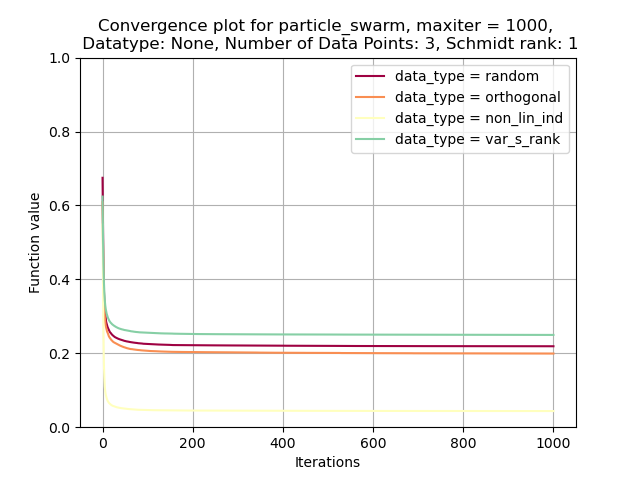 Convergence plot for particle_swarm, maxiter = 1000,
Datatype: None, Number of Data Points: 3, Schmidt rank: 1
data_type = random
data_type = orthogonal
data_type = non_lin_ind
data_type = var_s_rank
Function value
1.0
0.8
0.6
0.4
0.2
0.0
0 200 400 600 800 1000
Iterations